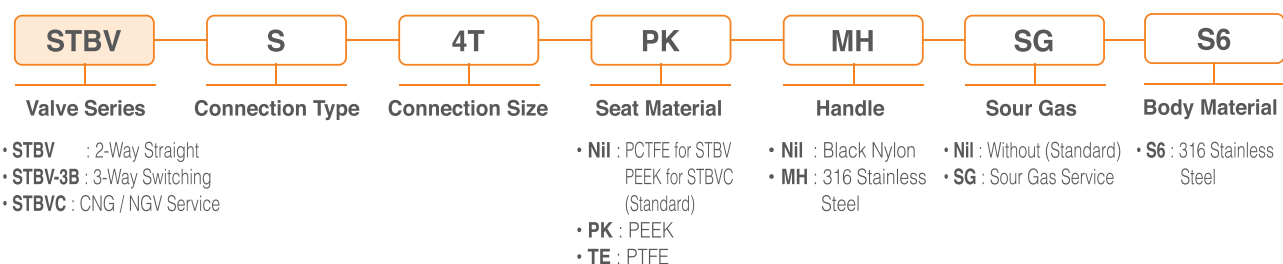 STBV S 4T PK MH SG S6
Valve Series Connection Type Connection Size Seat Material Handle Sour Gas Body Material
• STBV : 2-Way Straight
• STBV-3B : 3-Way Switching
• STBVC : CNG / NGV Service
• Nil : PCTFE for STBV
PEEK for STBVC
(Standard)
• PK : PEEK
• TE : PTFE
• Nil : Black Nylon
• MH : 316 Stainless
Steel
• Nil : Without (Standard)
• SG : Sour Gas Service
• S6 : 316 Stainless
Steel